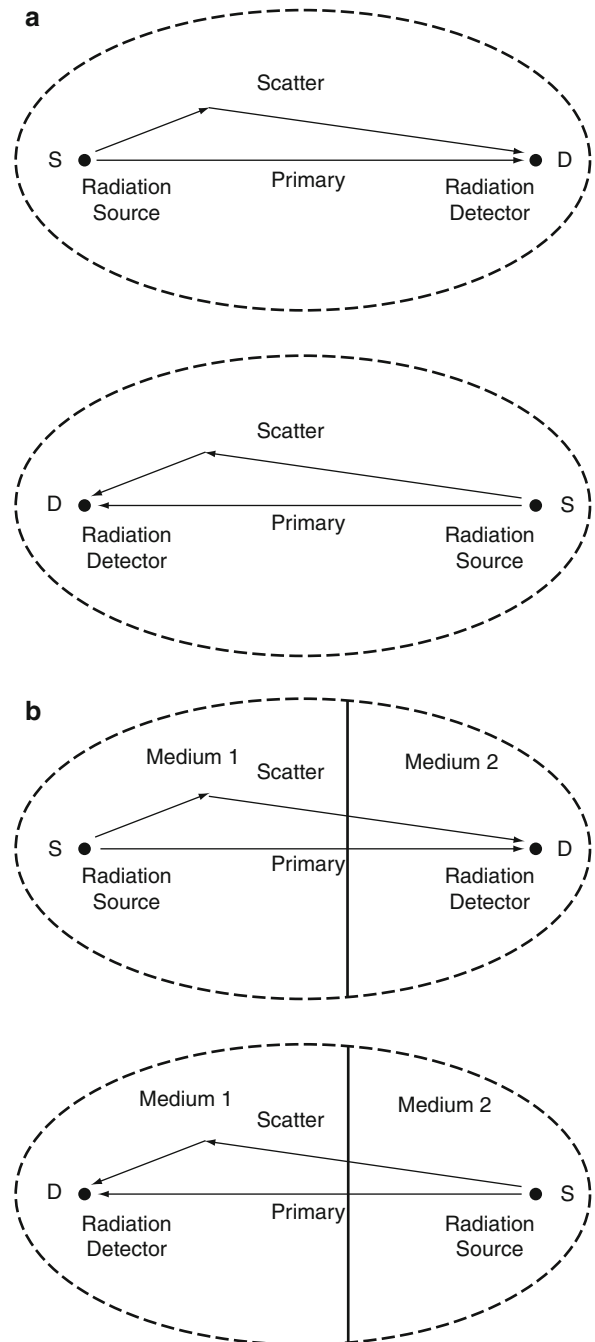 a
Scatter
S
D
Primary
Radiation
Source
Radiation
Detector
Scatter
D
S
Primary
Radiation
Detector
Radiation
Source
b
Medium 1
Medium 2
Scatter
S
D
Primary
Radiation
Source
Radiation
Detector
Medium 1
Medium 2
Scatter
D
S
Primary
Radiation
Detector
Radiation
Source